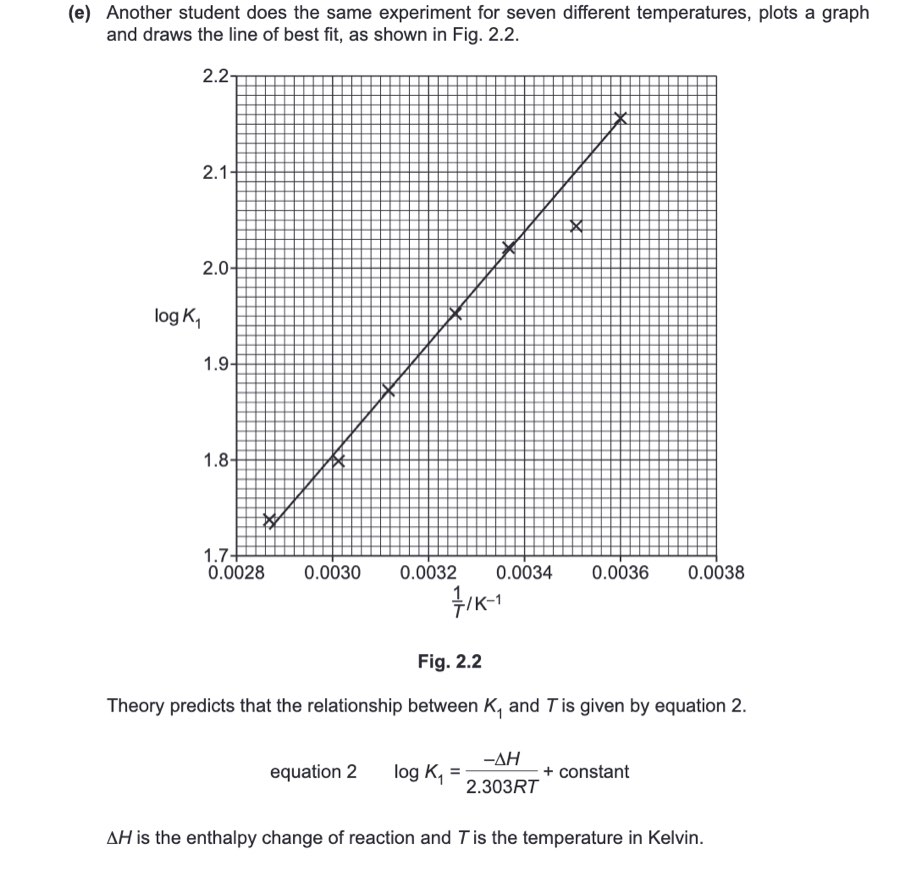 (e) Another student does the same experiment for seven different temperatures, plots a graph
and draws the line of best fit, as shown in Fig. 2.2.
2.2
2.1
2.0
log K₁
1.9
1.8
1.7
0.0028 0.0030 0.0032 0.0034 0.0036 0.0038
1/T /K⁻¹
Fig. 2.2
Theory predicts that the relationship between K₁ and T is given by equation 2.
equation 2 log K₁ = −ΔH/2.303RT + constant
ΔH is the enthalpy change of reaction and T is the temperature in Kelvin.